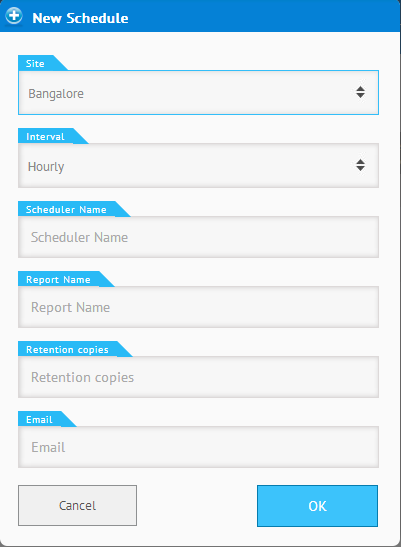 New Schedule
Site
Bangalore
Interval
Hourly
Scheduler Name
Scheduler Name
Report Name
Report Name
Retention copies
Retention copies
Email
Email
Cancel
OK